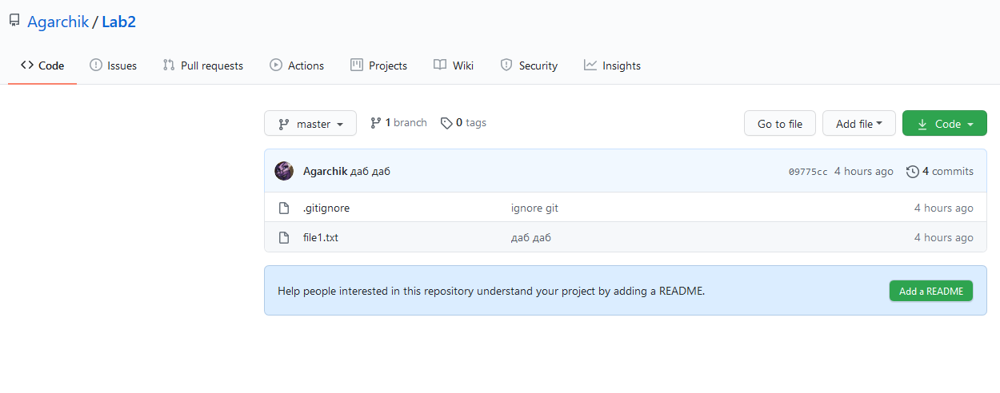 Agarchik / Lab2
Code Issues Pull requests Actions Projects Wiki Security Insights
master 1 branch 0 tags Go to file Add file Code
Agarchik даб даб 09775cc 4 hours ago 4 commits
.gitignore ignore git 4 hours ago
file1.txt даб даб 4 hours ago
Help people interested in this repository understand your project by adding a README. Add a README